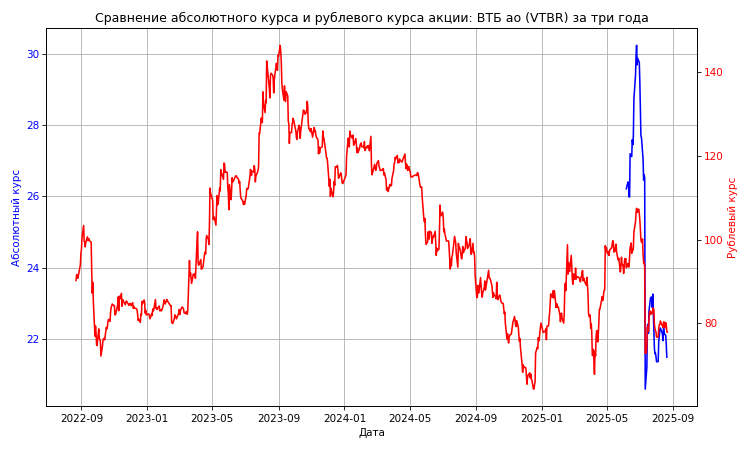 Сравнение абсолютного курса и рублевого курса акции: ВТБ ао (VTBR) за три года
30
28
26
24
22
Абсолютный курс
140
120
100
80
Рублевый курс
2022-09 2023-01 2023-05 2023-09 2024-01 2024-05 2024-09 2025-01 2025-05 2025-09
Дата